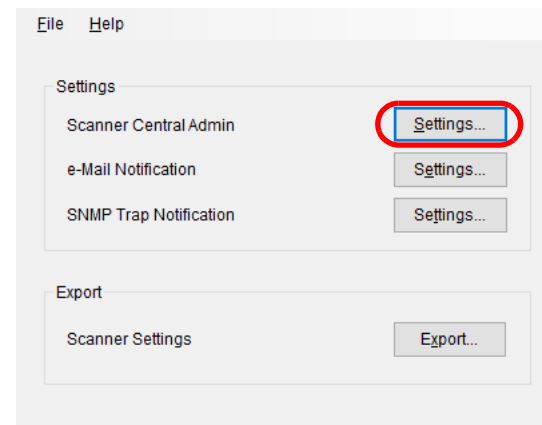 File Help
Settings
Scanner Central Admin Settings...
e-Mail Notification Settings...
SNMP Trap Notification Settings...
Export
Scanner Settings Export...